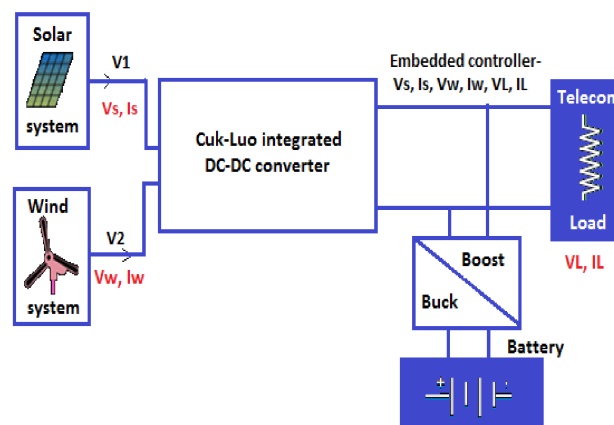 Solar
system
V1
Vs, Is
Wind
system
V2
Vw, Iw
Cuk-Luo integrated
DC-DC converter
Embedded controller-
Vs, Is, Vw, Iw, VL, IL
Telecom
Load
VL, IL
Boost
Buck
Battery
+ -